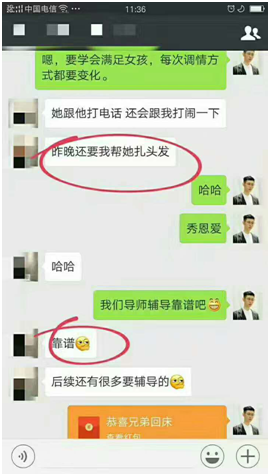 中国电信 11:36
嗯，要学会满足女孩，每次调情方
式都要变化。
她跟他打电话 还会跟我打闹一下
昨晚还要我帮她扎头发
哈哈
秀恩爱
哈哈
我们导师辅导靠谱吧
靠谱
后续还有很多要辅导的
恭喜兄弟回床